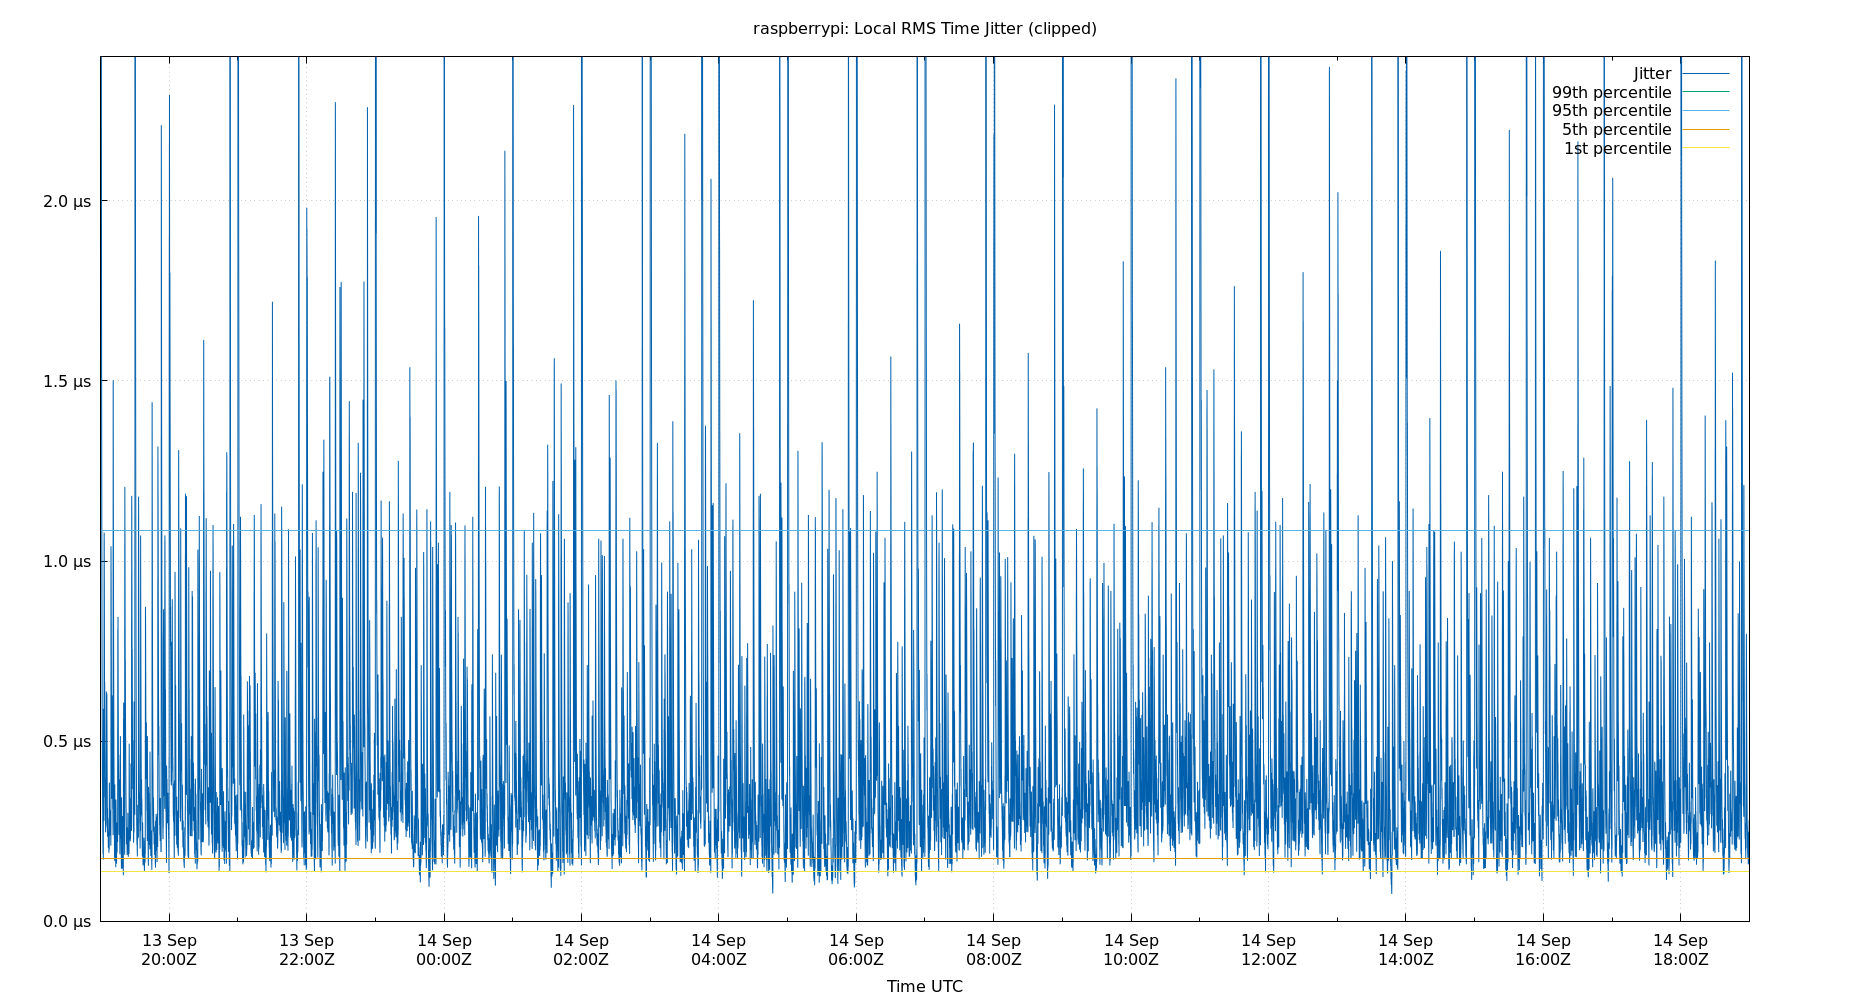 raspberrypi: Local RMS Time Jitter (clipped)
Jitter
99th percentile
95th percentile
5th percentile
1st percentile
2.0 µs
1.5 µs
1.0 µs
0.5 µs
0.0 µs
13 Sep 13 Sep 14 Sep 14 Sep 14 Sep 14 Sep 14 Sep 14 Sep 14 Sep 14 Sep 14 Sep 14 Sep
20:00Z 22:00Z 00:00Z 02:00Z 04:00Z 06:00Z 08:00Z 10:00Z 12:00Z 14:00Z 16:00Z 18:00Z
Time UTC